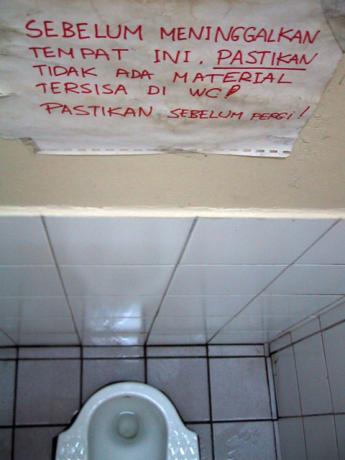 SEBELUM MENINGGALKAN
TEMPAT INI, PASTIKAN
TIDAK ADA MATERIAL
TERSISA DI WC!
PASTIKAN SEBELUM PERGI!